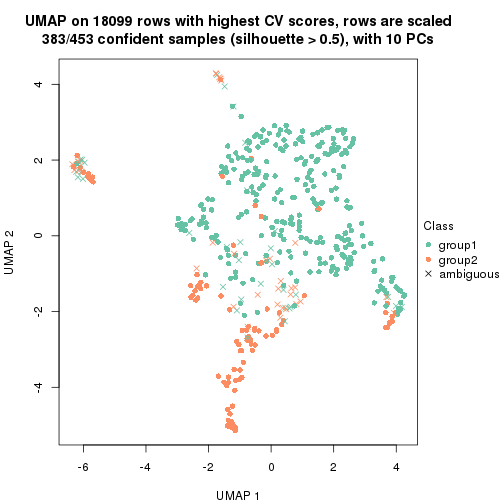 UMAP on 18099 rows with highest CV scores, rows are scaled
383/453 confident samples (silhouette > 0.5), with 10 PCs
4
2
0
-2
-4
UMAP 2
-6
-4
-2
0
2
4
UMAP 1
Class
group1
group2
ambiguous